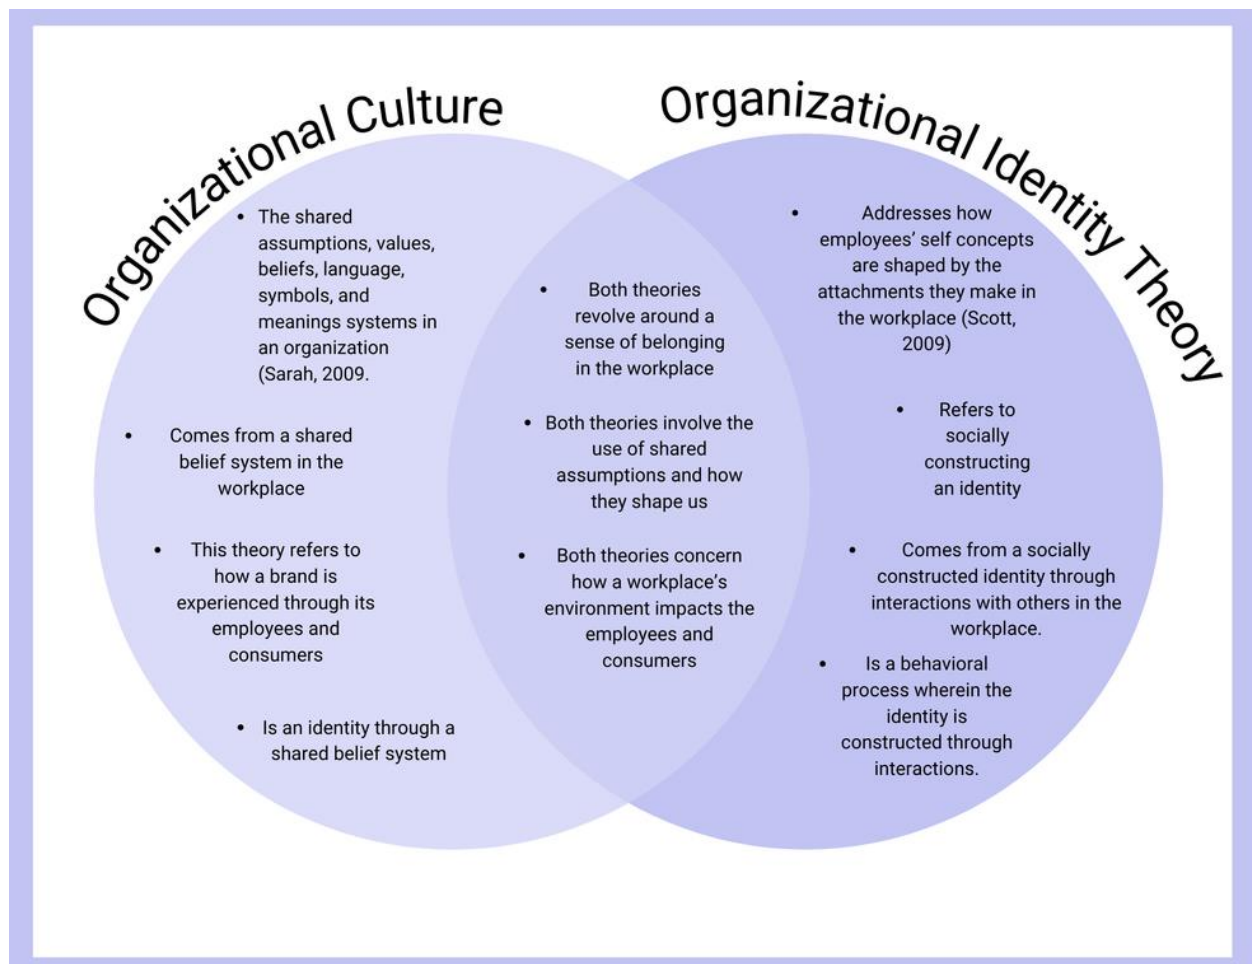 Organizational Culture
• The shared
assumptions, values,
beliefs, language,
symbols, and
meanings systems in
an organization
(Sarah, 2009.
• Comes from a shared
belief system in the
workplace
• This theory refers to
how a brand is
experienced through its
employees and
consumers
• Is an identity through a
shared belief system
• Both theories
revolve around a
sense of belonging
in the workplace
• Both theories involve the
use of shared
assumptions and how
they shape us
• Both theories concern
how a workplace’s
environment impacts the
employees and
consumers
Organizational Identity Theory
• Addresses how
employees’ self concepts
are shaped by the
attachments they make in
the workplace (Scott,
2009)
• Refers to
socially
constructing
an identity
• Comes from a socially
constructed identity through
interactions with others in the
workplace.
• Is a behavioral
process wherein the
identity is
constructed through
interactions.